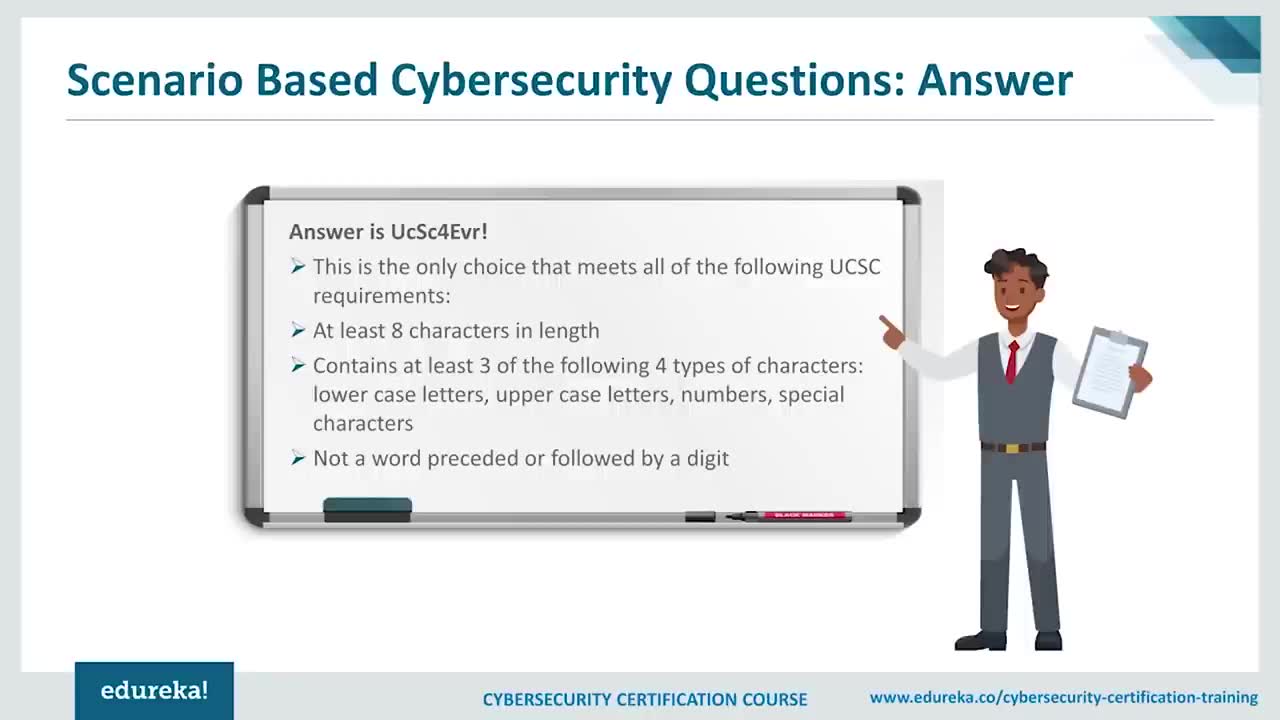 Scenario Based Cybersecurity Questions: Answer
Answer is UcSc4Evr!
This is the only choice that meets all of the following UCSC
requirements:
At least 8 characters in length
Contains at least 3 of the following 4 types of characters:
lower case letters, upper case letters, numbers, special
characters
Not a word preceded or followed by a digit
BLACK MARKER
edureka!
CYBERSECURITY CERTIFICATION COURSE
www.edureka.co/cybersecurity-certification-training